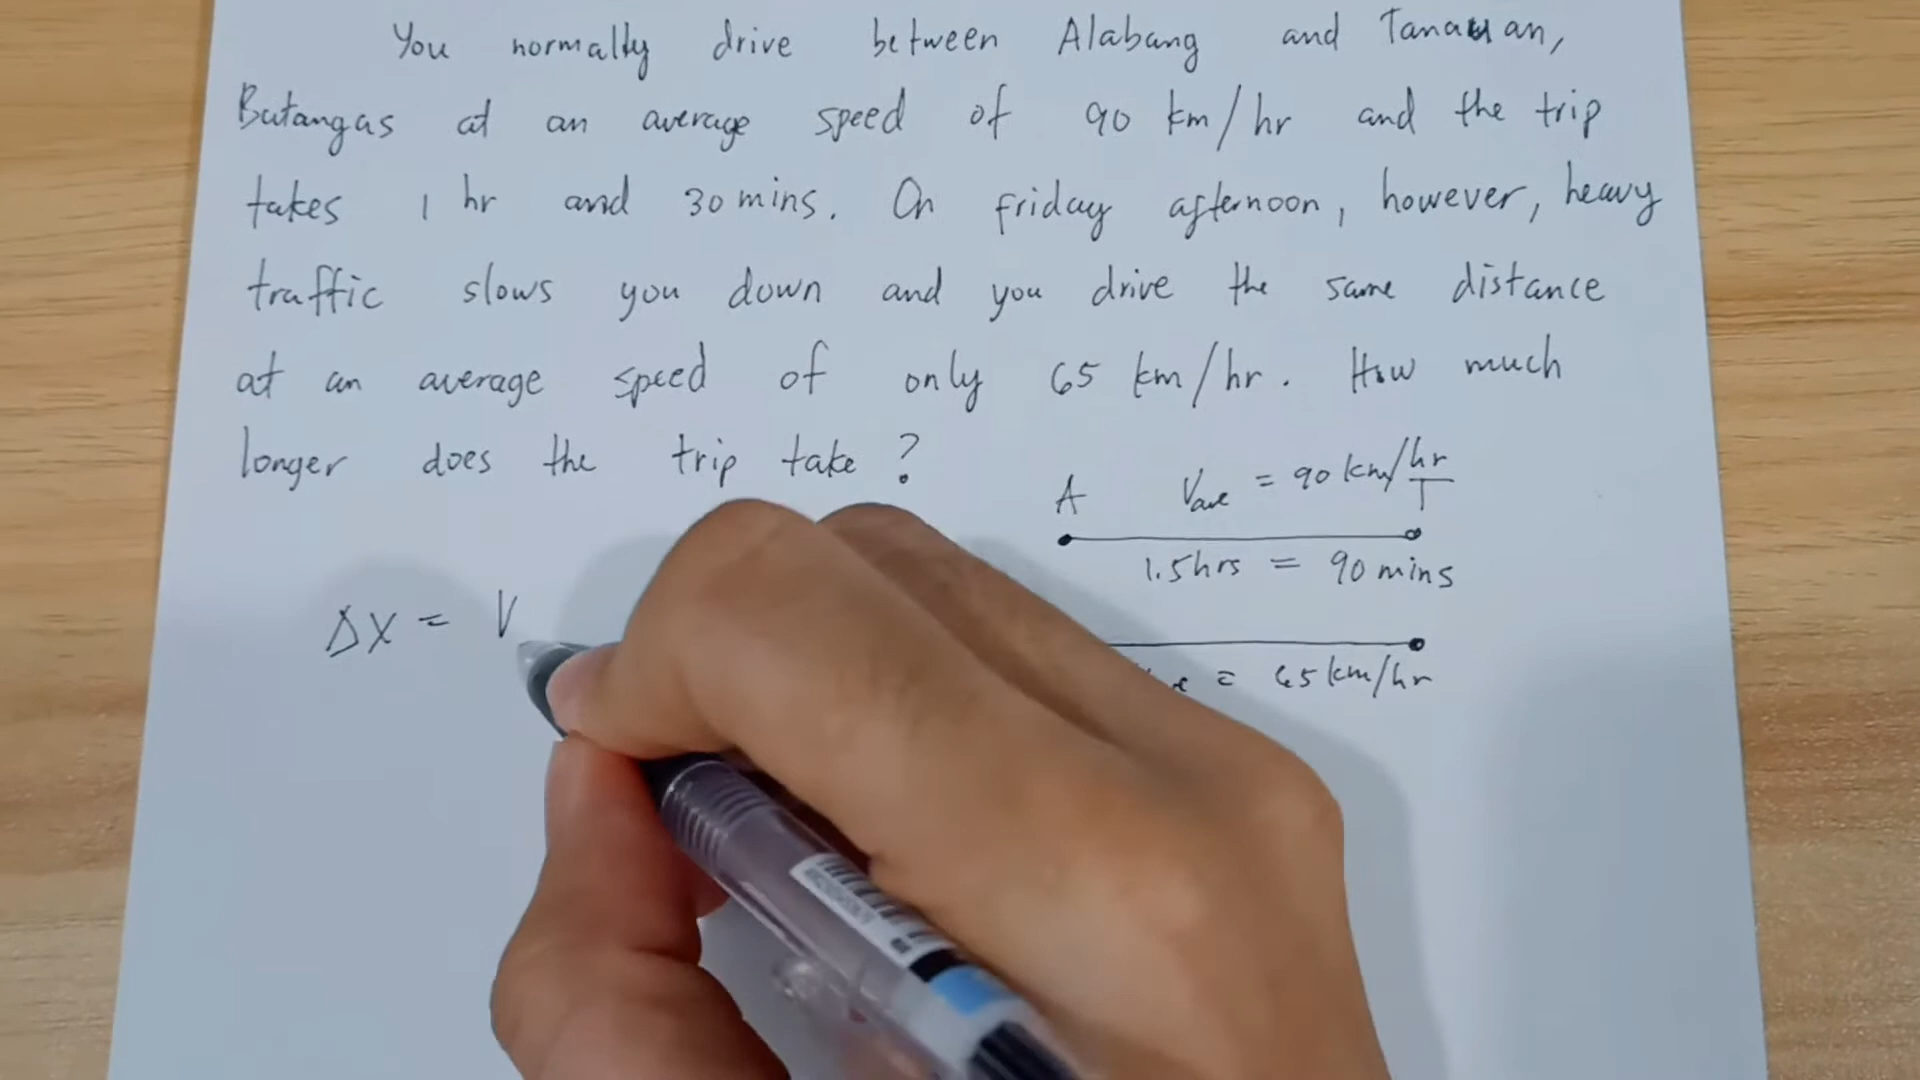 You normally drive between Alabang and Tanauan,
Batangas at an average speed of 90 km/hr and the trip
takes 1 hr and 30 mins. On friday afternoon, however, heavy
traffic slows you down and you drive the same distance
at an average speed of only 65 km/hr. How much
longer does the trip take?
A Vave = 90 km/hr
T
1.5hrs = 90 mins
ΔX = V
= 65 km/hr